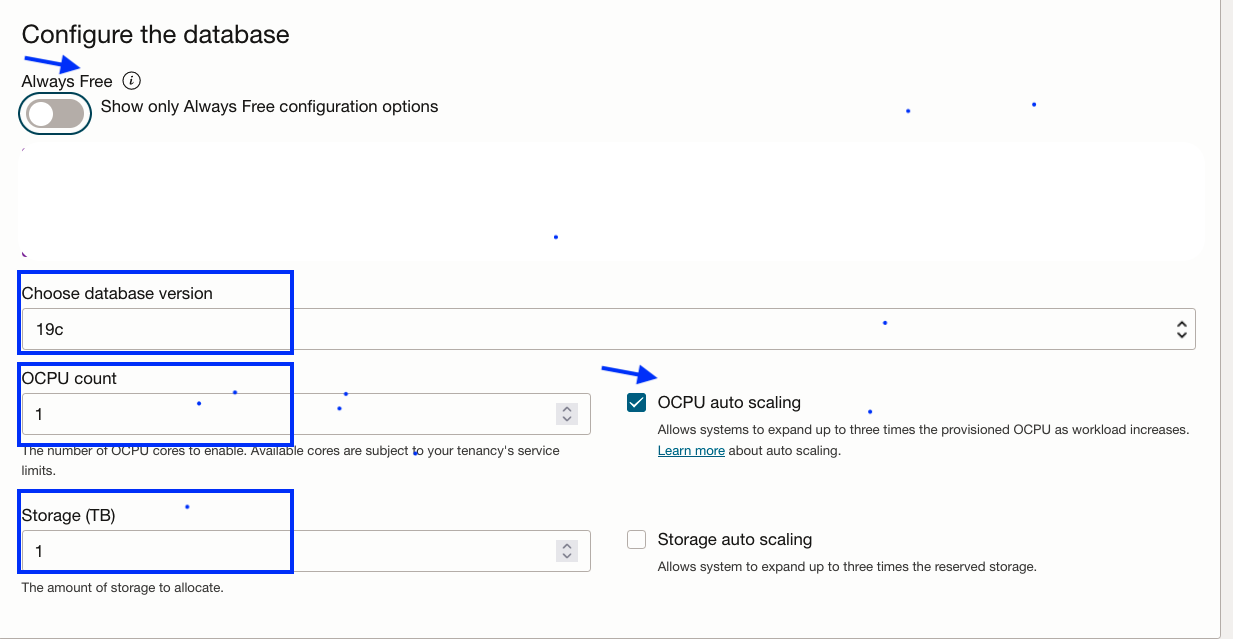 Configure the database
Always Free
Show only Always Free configuration options
Choose database version
19c
OCPU count
1
The number of OCPU cores to enable. Available cores are subject to your tenancy's service
limits.
OCPU auto scaling
Allows systems to expand up to three times the provisioned OCPU as workload increases.
Learn more about auto scaling.
Storage (TB)
1
The amount of storage to allocate.
Storage auto scaling
Allows system to expand up to three times the reserved storage.